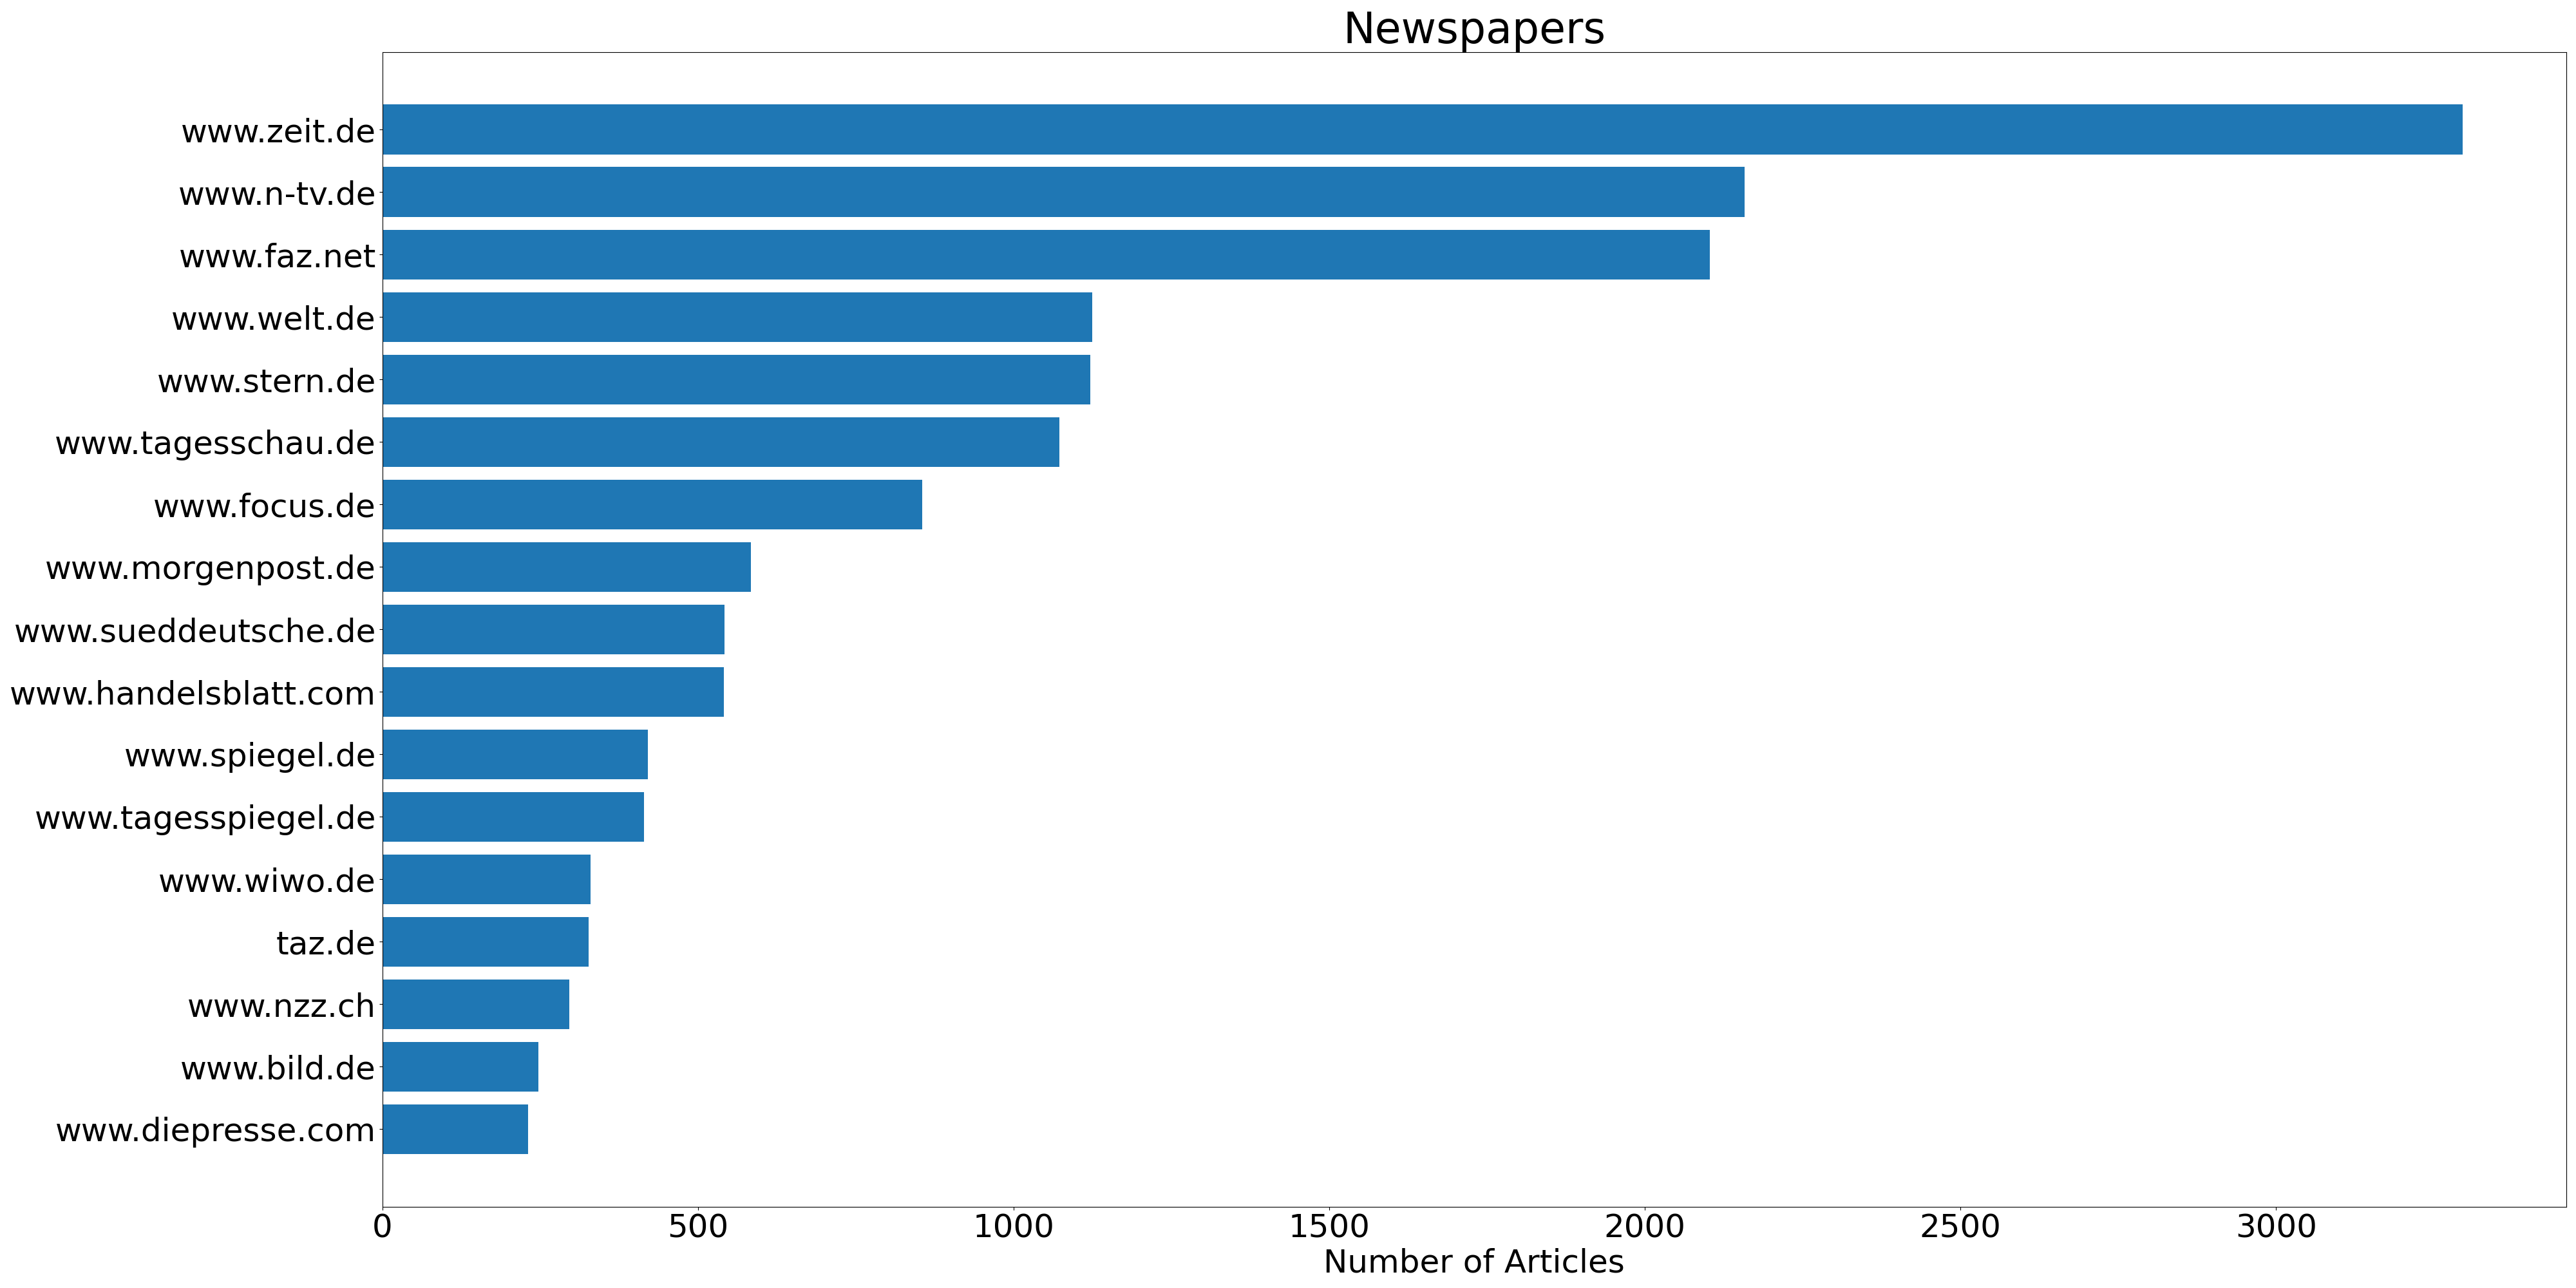 Newspapers
www.zeit.de
www.n-tv.de
www.faz.net
www.welt.de
www.stern.de
www.tagesschau.de
www.focus.de
www.morgenpost.de
www.sueddeutsche.de
www.handelsblatt.com
www.spiegel.de
www.tagesspiegel.de
www.wiwo.de
taz.de
www.nzz.ch
www.bild.de
www.diepresse.com
0 500 1000 1500 2000 2500 3000
Number of Articles